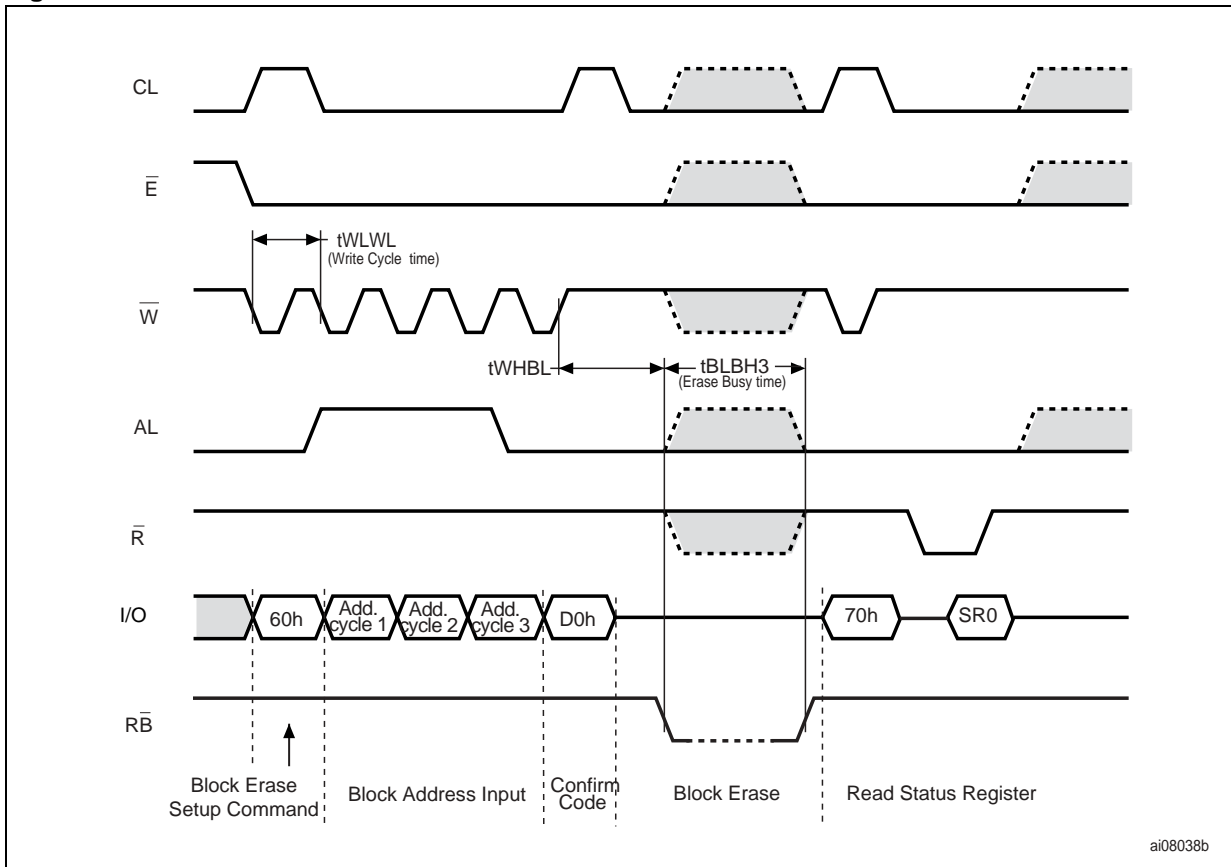 CL
E
tWLWL
(Write Cycle time)
W
tWHBL
tBLBH3
(Erase Busy time)
AL
R
I/O
60h
Add.
cycle 1
Add.
cycle 2
Add.
cycle 3
D0h
70h
SR0
RB
Block Erase
Setup Command
Block Address Input
Confirm
Code
Block Erase
Read Status Register
ai08038b